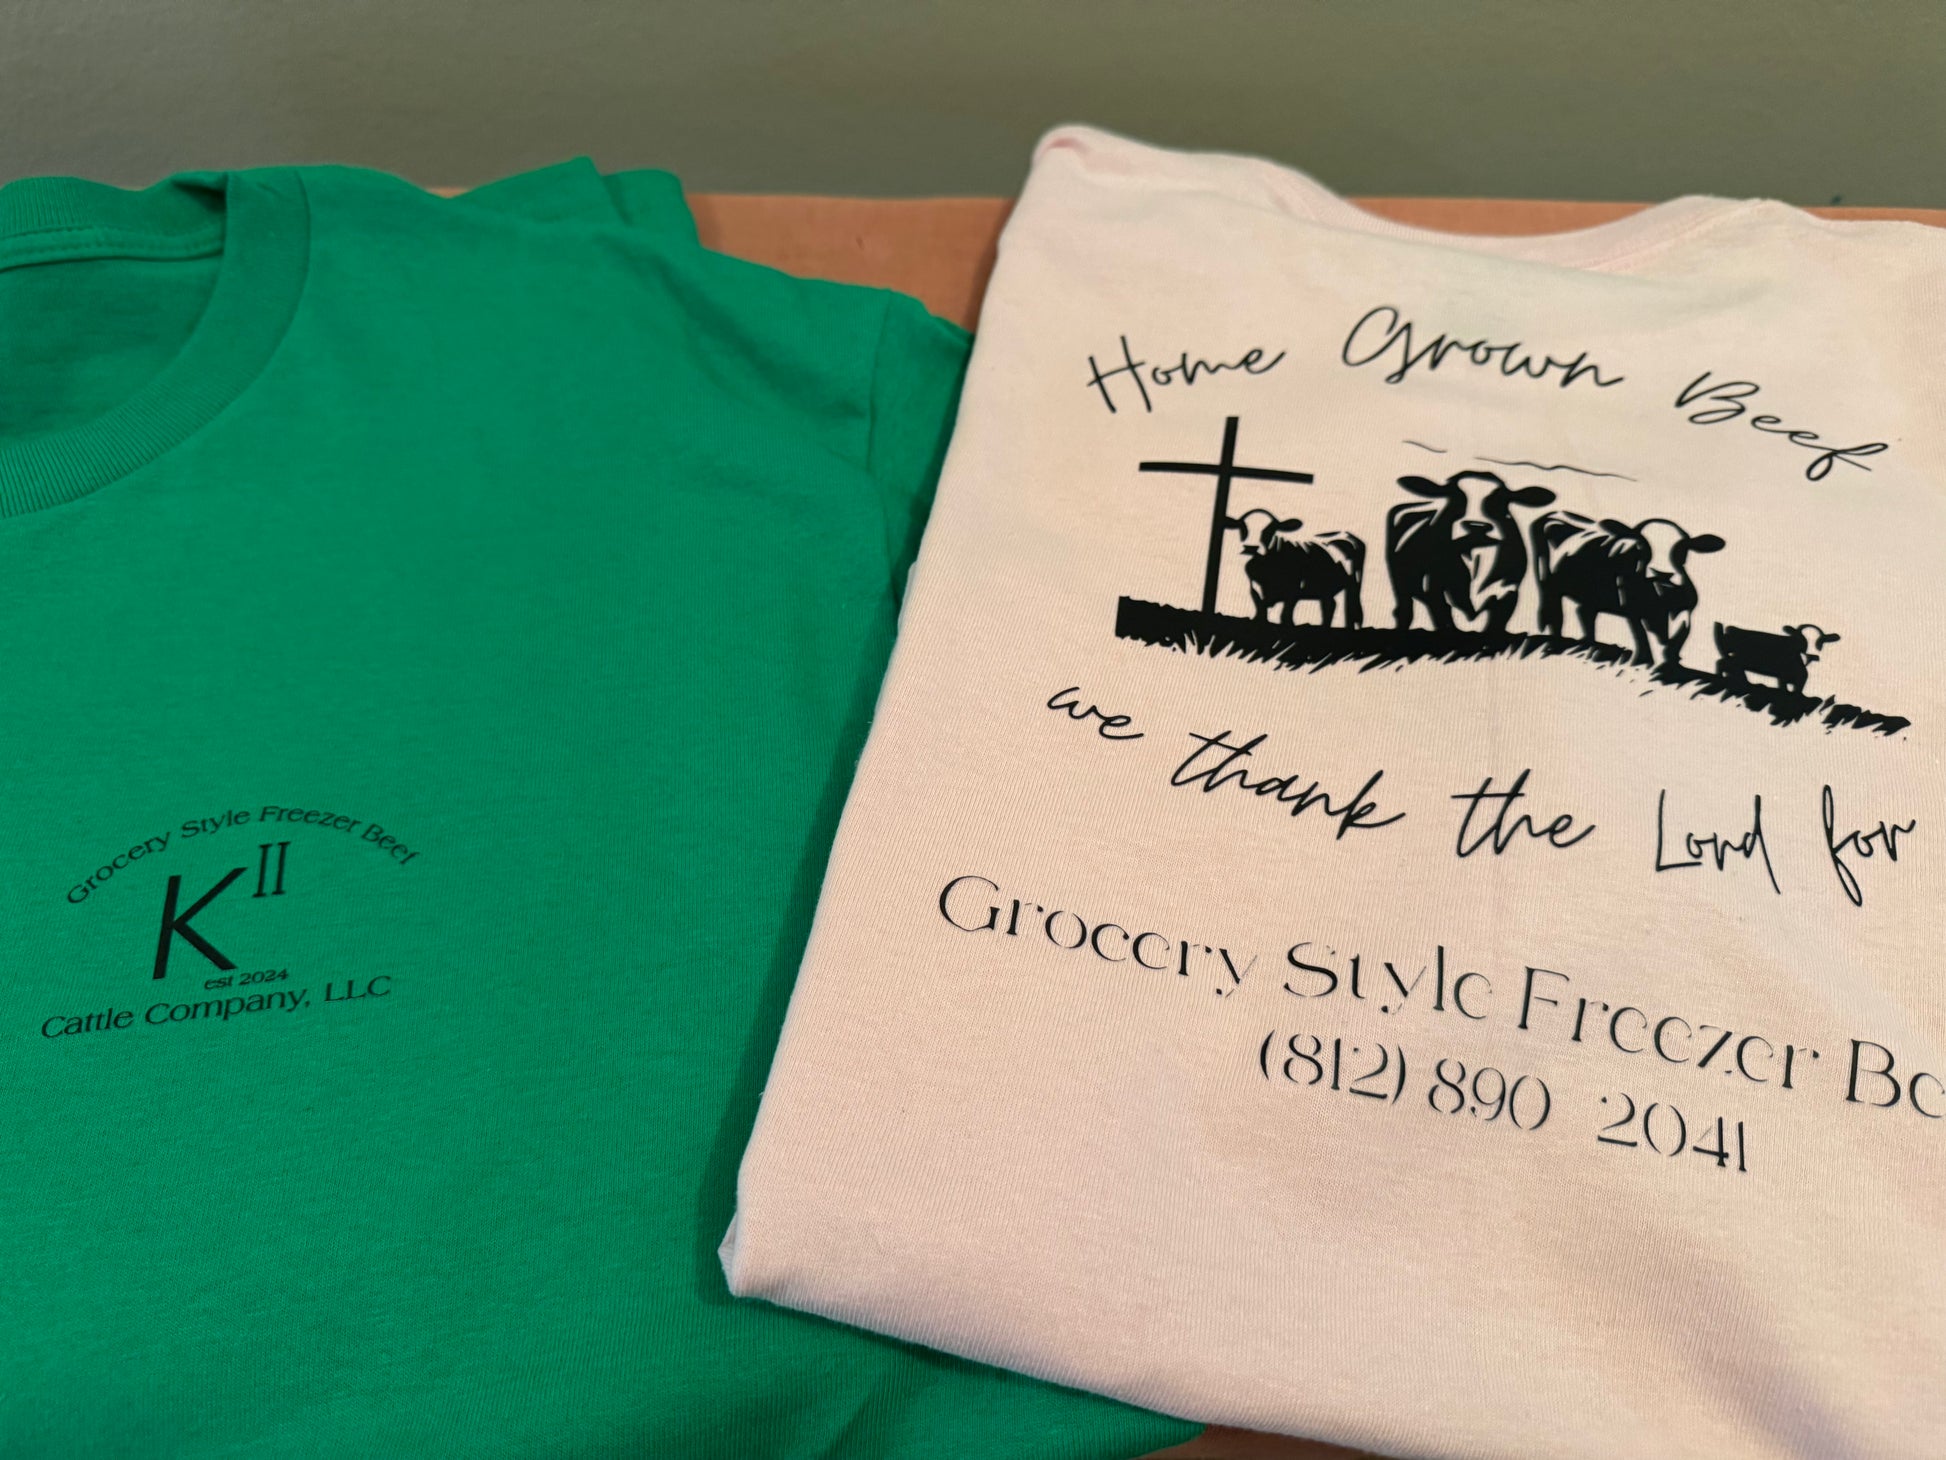 Grocery Style Freezer Beef
K II
est 2024
Cattle Company, LLC
Home Grown Beef
we thank the Lord for
Grocery Style Freezer Be
(812) 890 2041